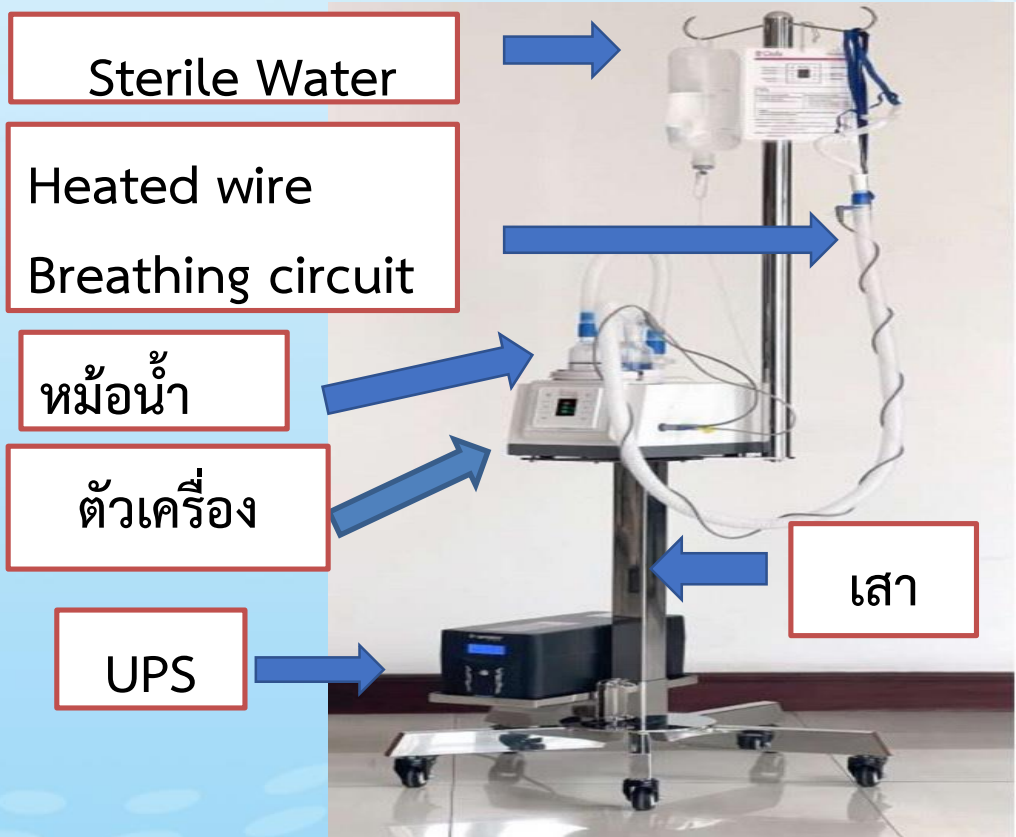 Sterile Water
Heated wire
Breathing circuit
หม้อน้ำ
ตัวเครื่อง
เสา
UPS